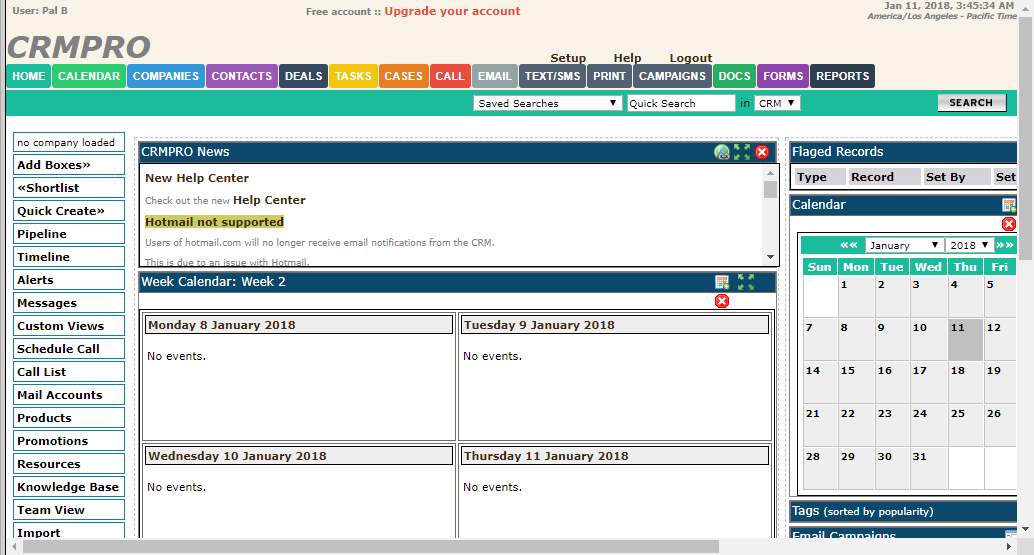 User: Pal B
Free account :: Upgrade your account
Jan 11, 2018, 3:45:34 AM
America/Los Angeles - Pacific Time
CRMPRO
Setup Help Logout
HOME CALENDAR COMPANIES CONTACTS DEALS TASKS CASES CALL EMAIL TEXT/SMS PRINT CAMPAIGNS DOCS FORMS REPORTS
Saved Searches Quick Search in CRM SEARCH
no company loaded
Add Boxes»
«Shortlist
Quick Create»
Pipeline
Timeline
Alerts
Messages
Custom Views
Schedule Call
Call List
Mail Accounts
Products
Promotions
Resources
Knowledge Base
Team View
Import
CRMPRO News
New Help Center
Check out the new Help Center
Hotmail not supported
Users of hotmail.com will no longer receive email notifications from the CRM.
This is due to an issue with Hotmail.
Week Calendar: Week 2
Monday 8 January 2018
No events.
Tuesday 9 January 2018
No events.
Wednesday 10 January 2018
No events.
Thursday 11 January 2018
No events.
Flaged Records
Type Record Set By Set
Calendar
«« January 2018 »»
Sun Mon Tue Wed Thu Fri
1 2 3 4 5
7 8 9 10 11 12
14 15 16 17 18 19
21 22 23 24 25 26
28 29 30 31
Tags (sorted by popularity)
Email Campaigns